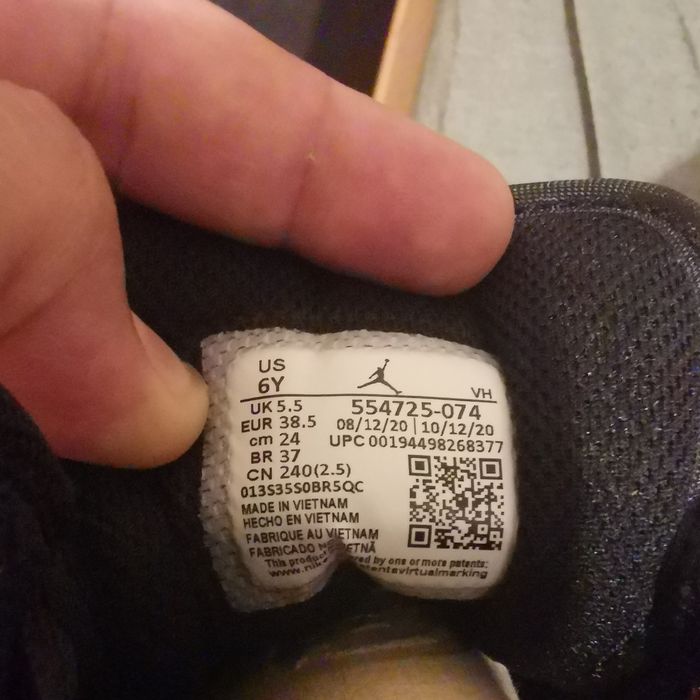 US
6Y
VH
UK 5.5
EUR 38.5
cm 24
BR 37
CN 240(2.5)
554725-074
08/12/20 | 10/12/20
UPC 00194498268377
013S35S0BR5QC
MADE IN VIETNAM
HECHO EN VIETNAM
FABRIQUE AU VIETNAM
FABRICADO
This by one or more patents: